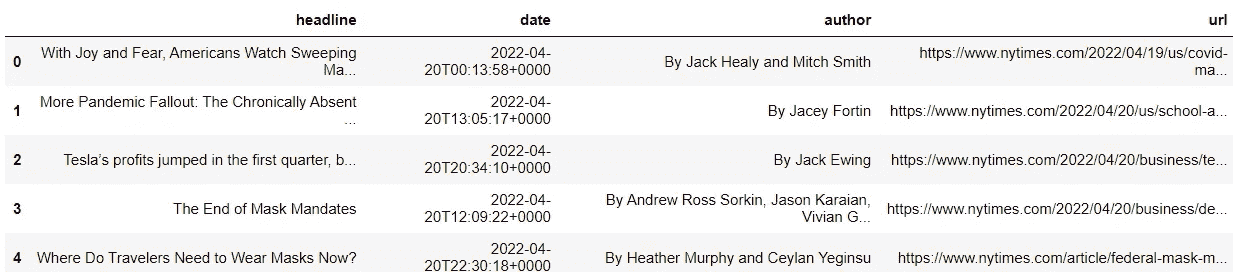 headline date author url
0 With Joy and Fear, Americans Watch Sweeping Ma... 2022-04-20T00:13:58+0000 By Jack Healy and Mitch Smith https://www.nytimes.com/2022/04/19/us/covid-ma...
1 More Pandemic Fallout: The Chronically Absent ... 2022-04-20T13:05:17+0000 By Jacey Fortin https://www.nytimes.com/2022/04/20/us/school-a...
2 Tesla’s profits jumped in the first quarter, b... 2022-04-20T20:34:10+0000 By Jack Ewing https://www.nytimes.com/2022/04/20/business/te...
3 The End of Mask Mandates 2022-04-20T12:09:22+0000 By Andrew Ross Sorkin, Jason Karaian, Vivian G... https://www.nytimes.com/2022/04/20/business/de...
4 Where Do Travelers Need to Wear Masks Now? 2022-04-20T22:30:18+0000 By Heather Murphy and Ceylan Yeginsu https://www.nytimes.com/article/federal-mask-m...